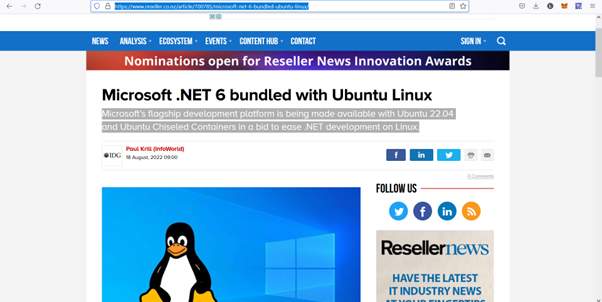 https://www.reseller.co.nz/article/700785/microsoft-net-6-bundled-ubuntu-linux/
NEWS ANALYSIS ECOSYSTEM EVENTS CONTENT HUB CONTACT SIGN IN
Nominations open for Reseller News Innovation Awards
Microsoft .NET 6 bundled with Ubuntu Linux
Microsoft's flagship development platform is being made available with Ubuntu 22.04
and Ubuntu Chiseled Containers in a bid to ease .NET development on Linux.
IDG
Paul Krill (InfoWorld)
18 August, 2022 09:00
0 Comments
FOLLOW US
Resellernews
HAVE THE LATEST
IT INDUSTRY NEWS
AT YOUR FINGERTIPS